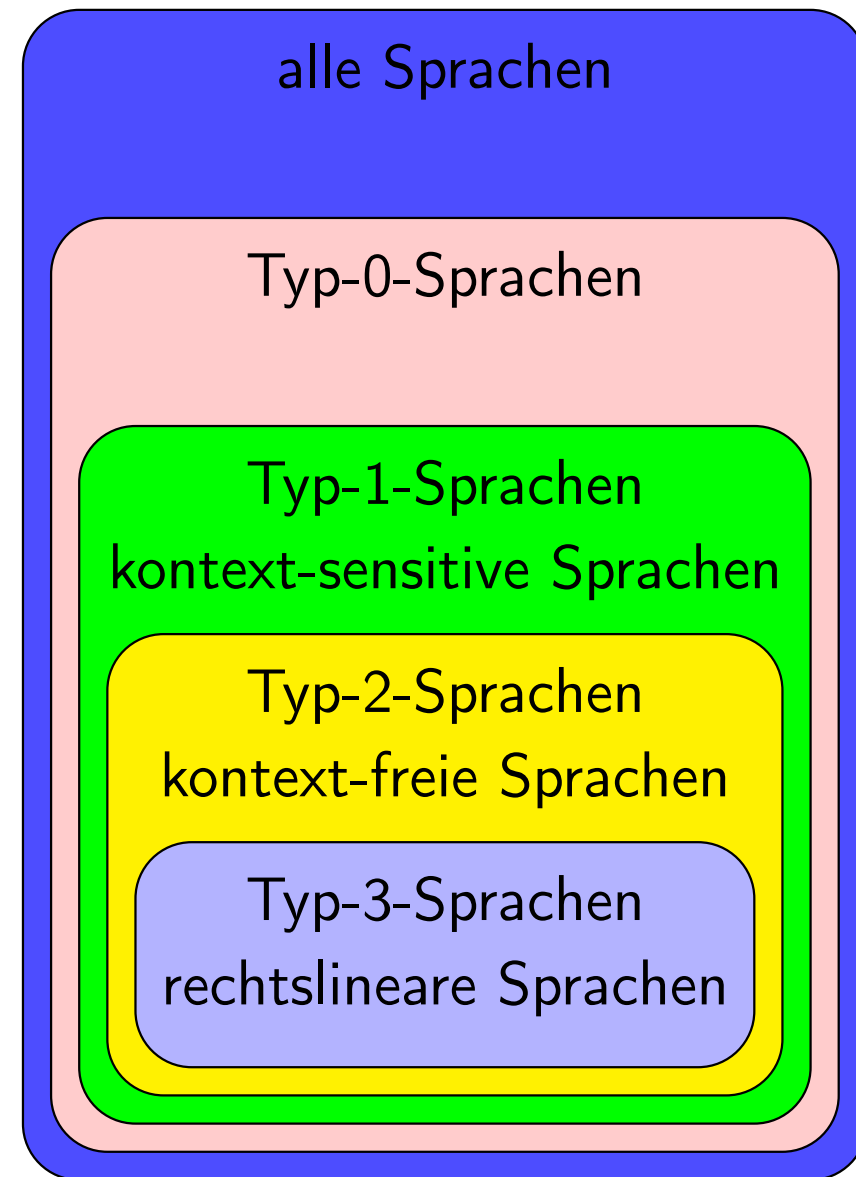 alle Sprachen
Typ-0-Sprachen
Typ-1-Sprachen
kontext-sensitive Sprachen
Typ-2-Sprachen
kontext-freie Sprachen
Typ-3-Sprachen
rechtslineare Sprachen